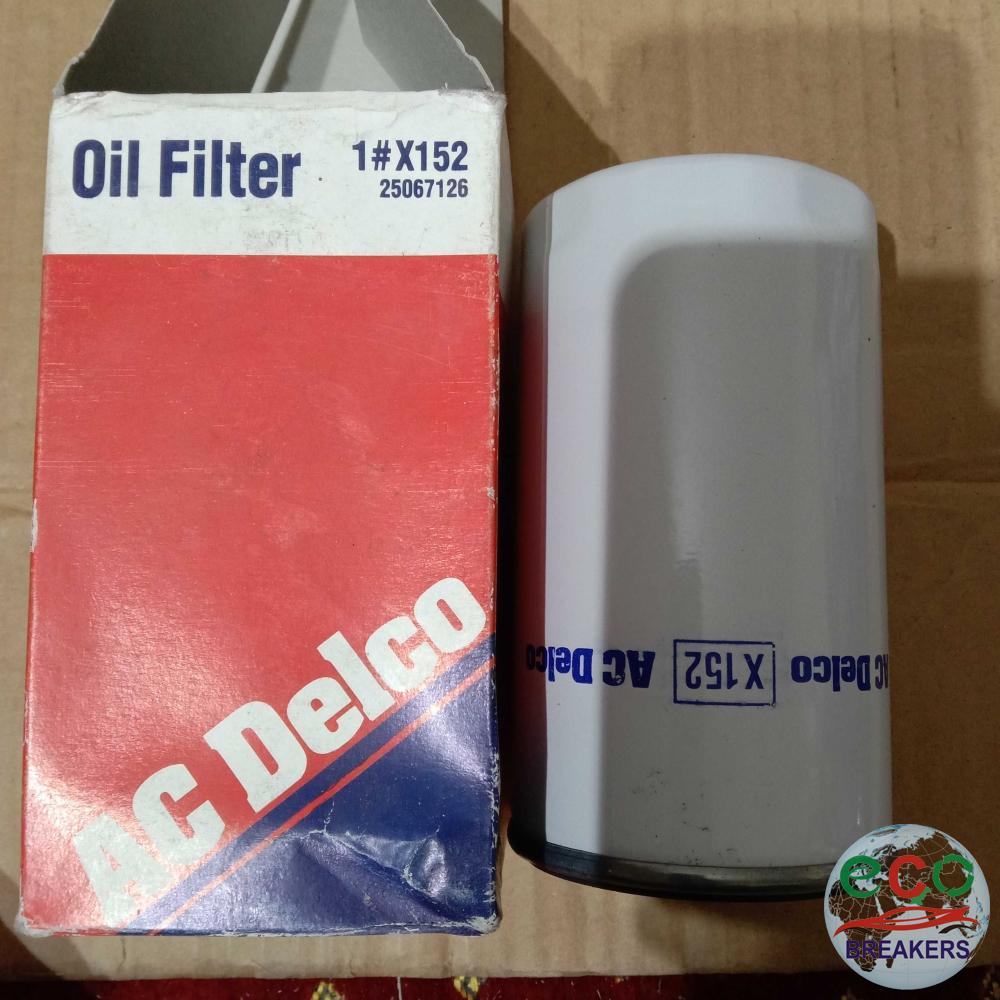 Oil Filter
1#X152
25067126
AC Delco
AC Delco X152 AC Delco
eco
BREAKERS